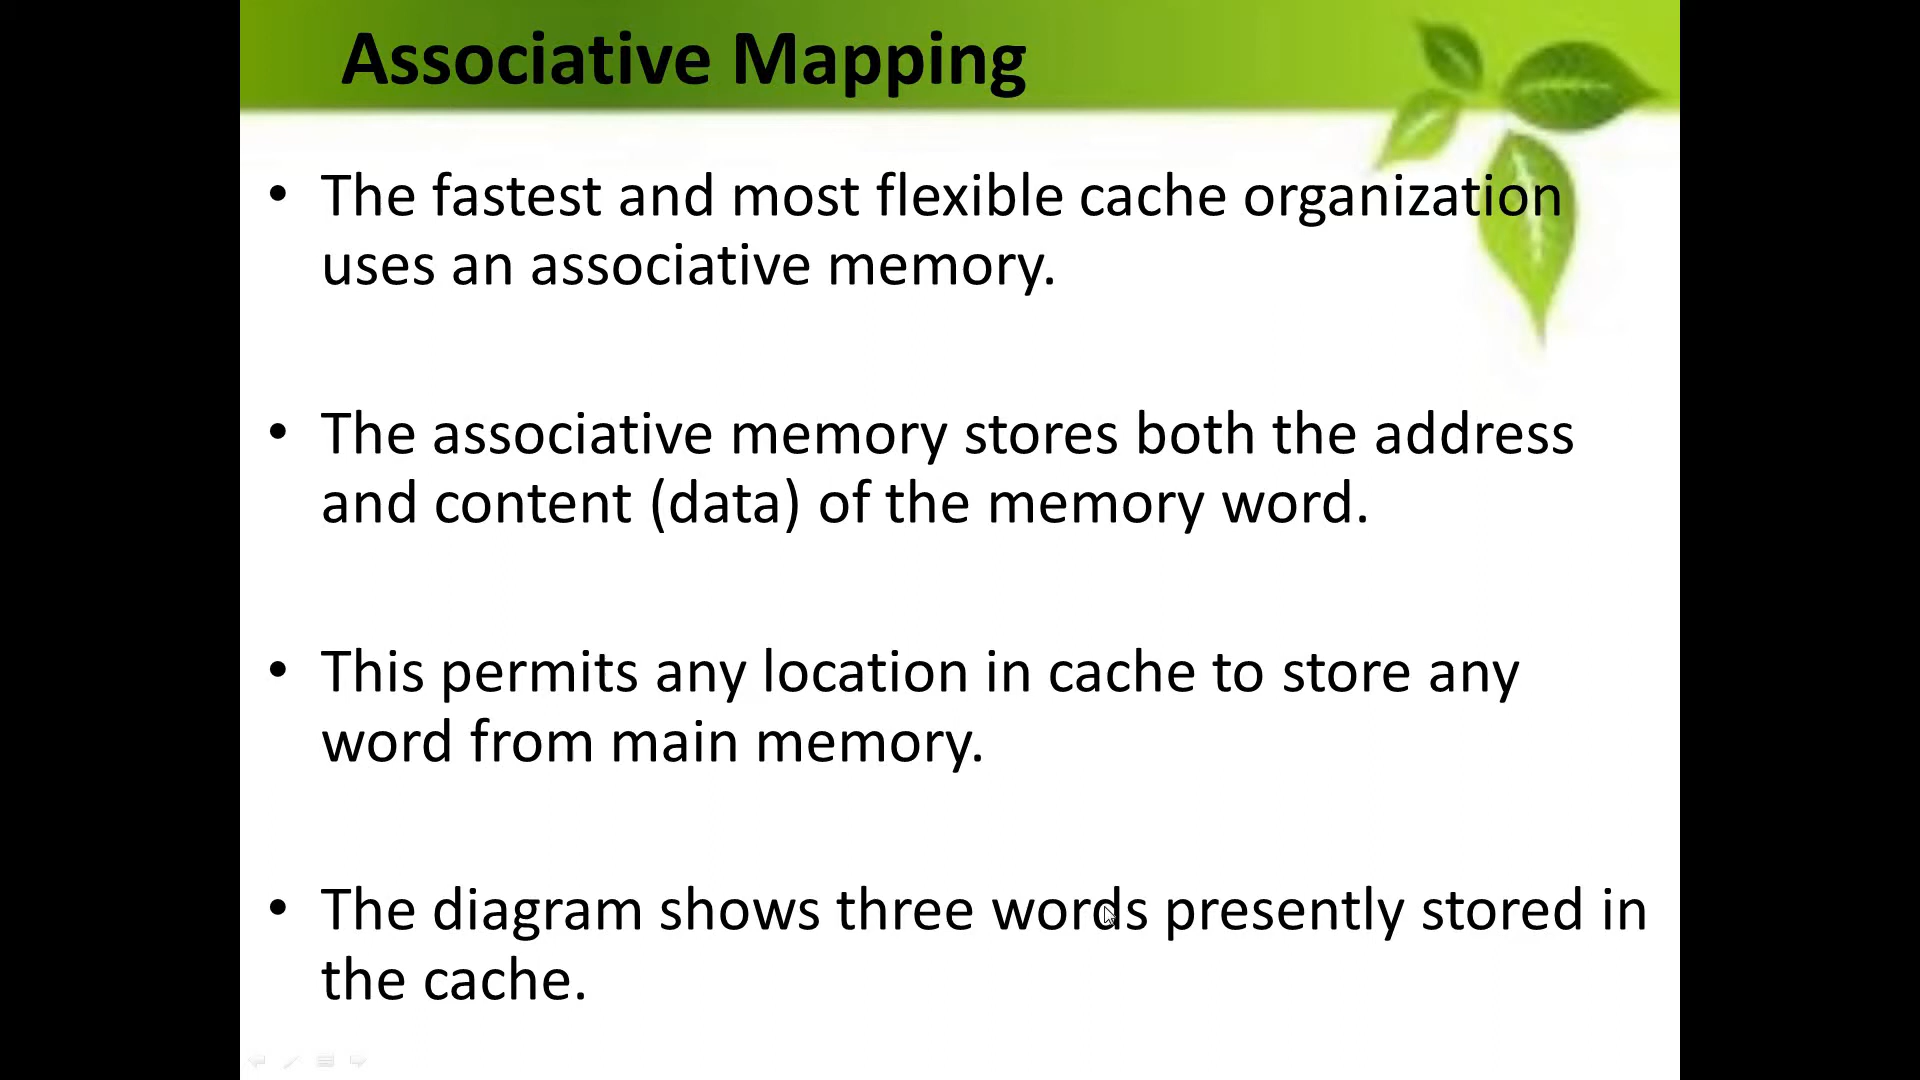 Associative Mapping
• The fastest and most flexible cache organization
uses an associative memory.
• The associative memory stores both the address
and content (data) of the memory word.
• This permits any location in cache to store any
word from main memory.
• The diagram shows three words presently stored in
the cache.